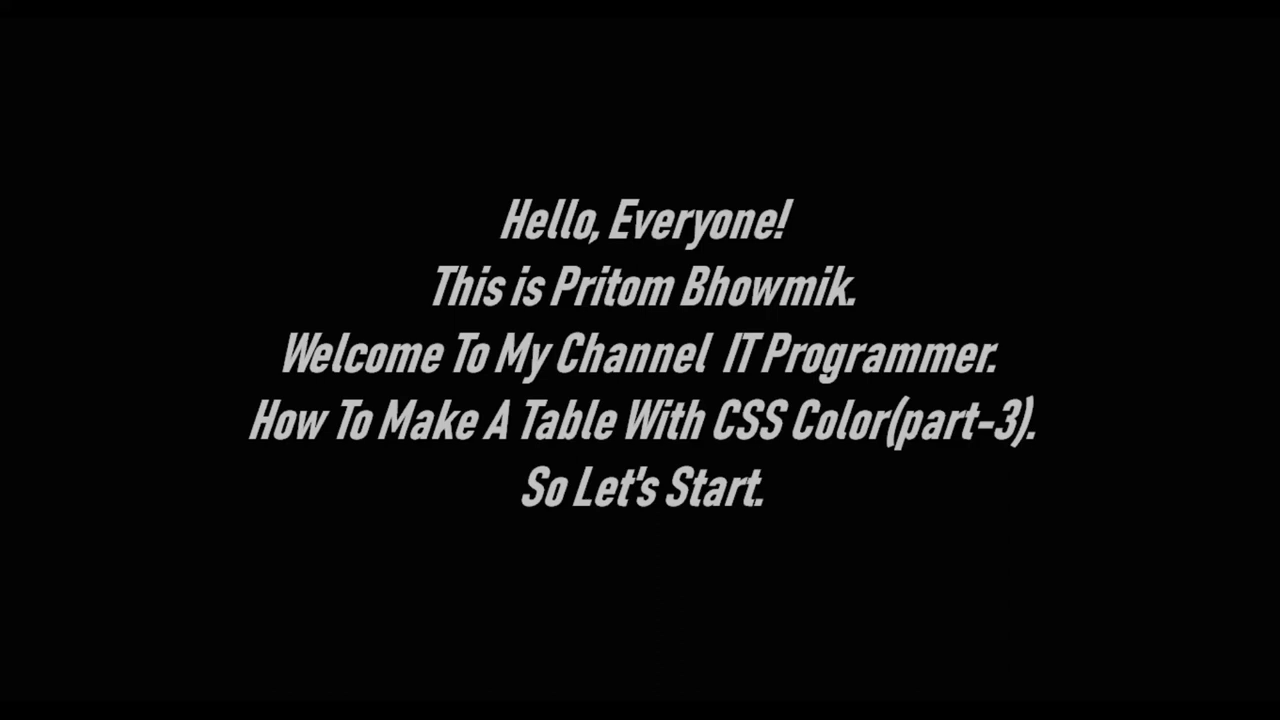 Hello, Everyone!
This is Pritom Bhowmik.
Welcome To My Channel IT Programmer.
How To Make A Table With CSS Color(part-3).
So Let's Start.